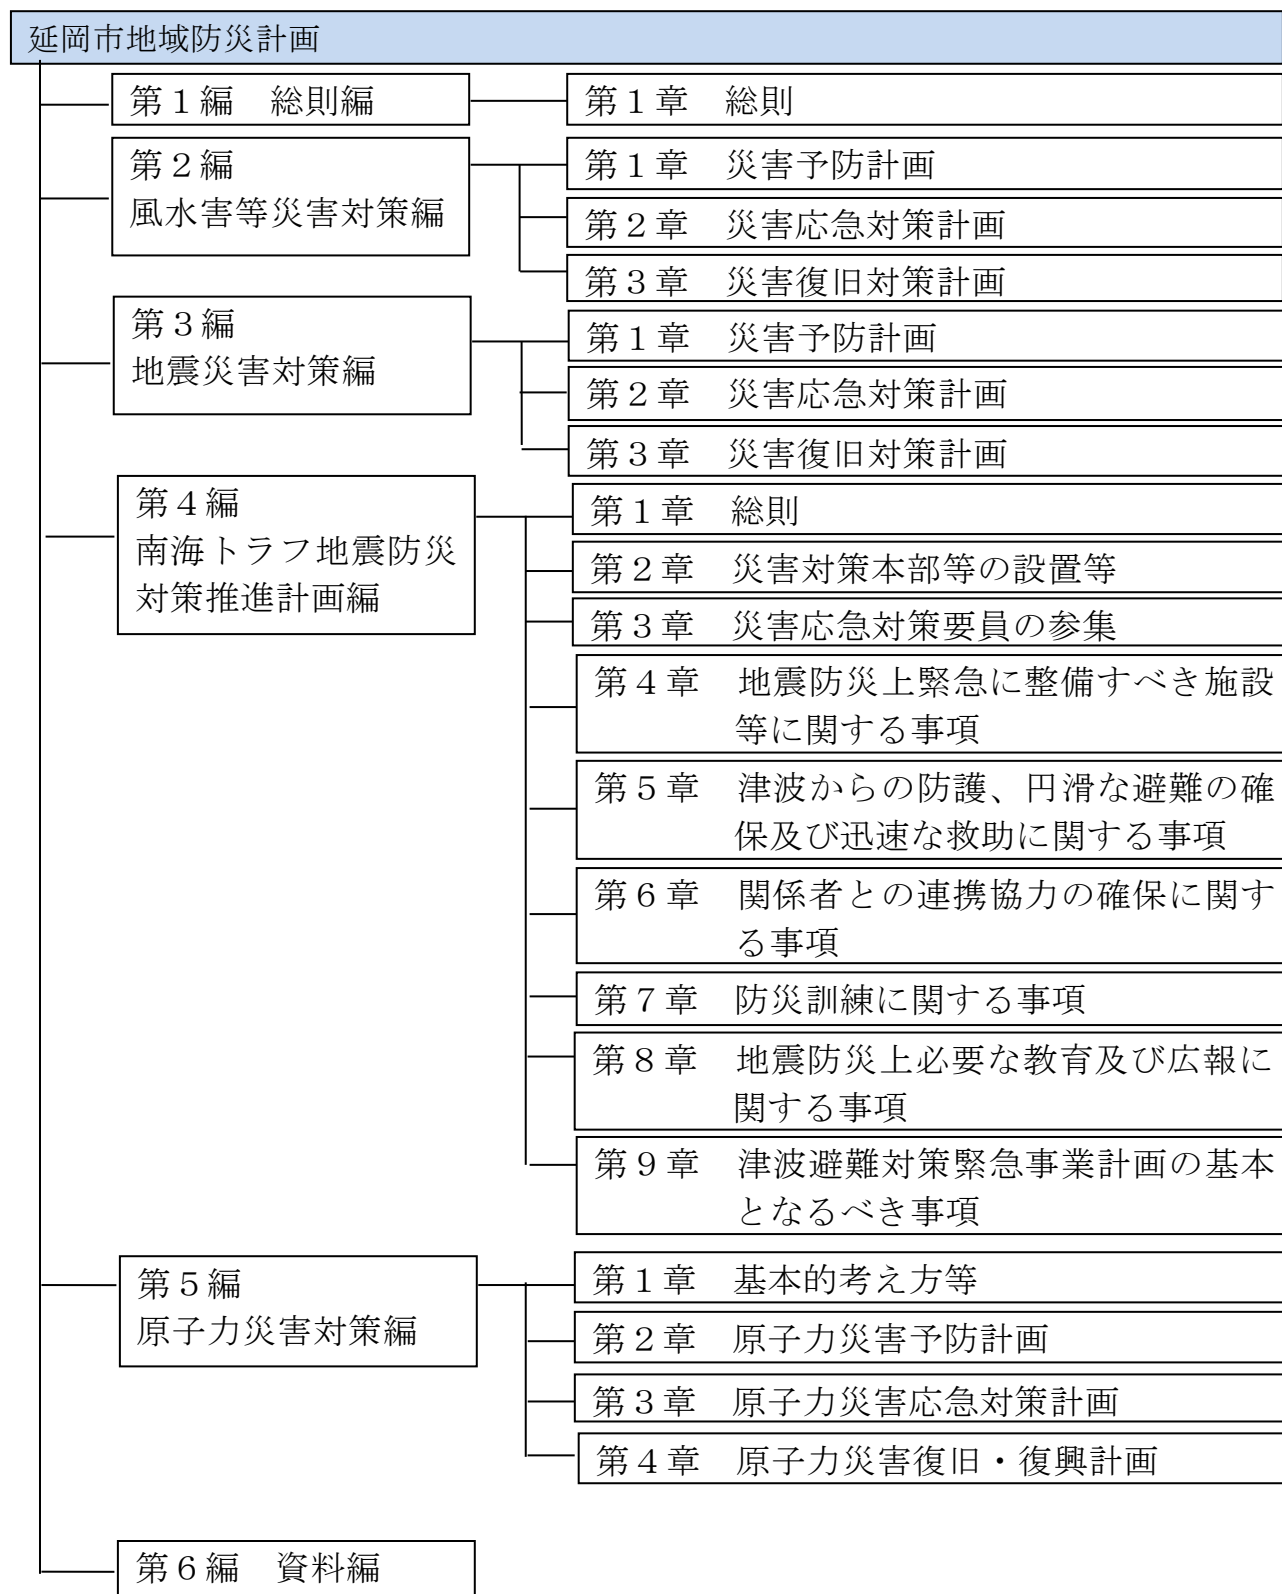 延岡市地域防災計画
第１編　総則編
第１章　総則
第２編
風水害等災害対策編
第１章　災害予防計画
第２章　災害応急対策計画
第３章　災害復旧対策計画
第３編
地震災害対策編
第１章　災害予防計画
第２章　災害応急対策計画
第３章　災害復旧対策計画
第４編
南海トラフ地震防災
対策推進計画編
第１章　総則
第２章　災害対策本部等の設置等
第３章　災害応急対策要員の参集
第４章　地震防災上緊急に整備すべき施設
等に関する事項
第５章　津波からの防護、円滑な避難の確
保及び迅速な救助に関する事項
第６章　関係者との連携協力の確保に関す
る事項
第７章　防災訓練に関する事項
第８章　地震防災上必要な教育及び広報に
関する事項
第９章　津波避難対策緊急事業計画の基本
となるべき事項
第５編
原子力災害対策編
第１章　基本的考え方等
第２章　原子力災害予防計画
第３章　原子力災害応急対策計画
第４章　原子力災害復旧・復興計画
第６編　資料編